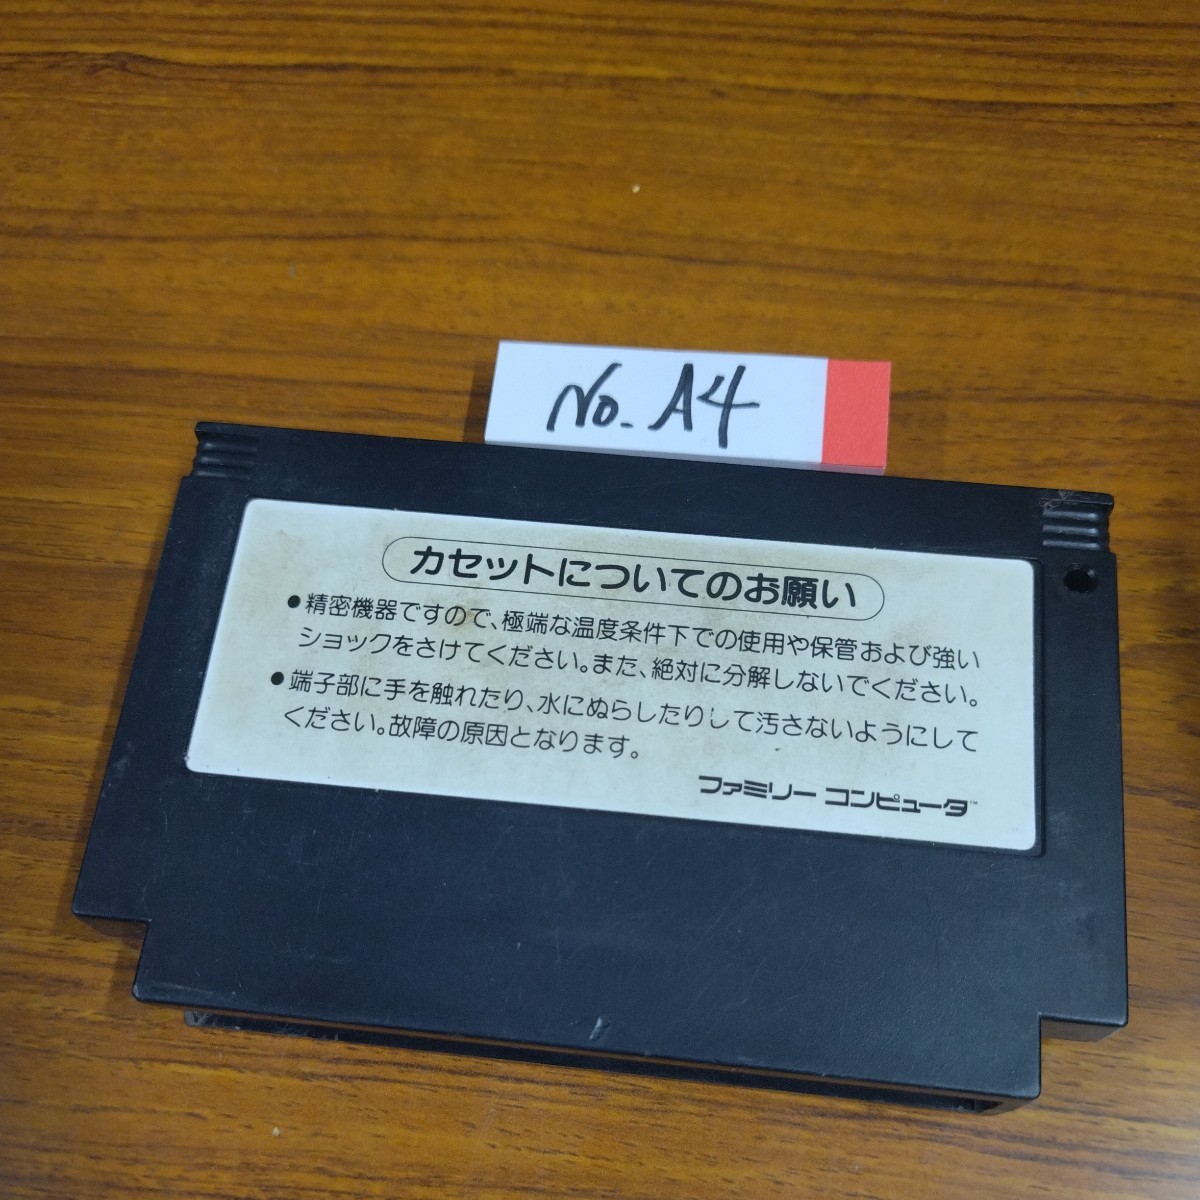 No. A4
カセットについてのお願い
●精密機器ですので、極端な温度条件下での使用や保管および強い
ショックをさけてください。また、絶対に分解しないでください。
●端子部に手を触れたり、水にぬらしたりして汚さないようにして
ください。故障の原因となります。
ファミリーコンピュータ™